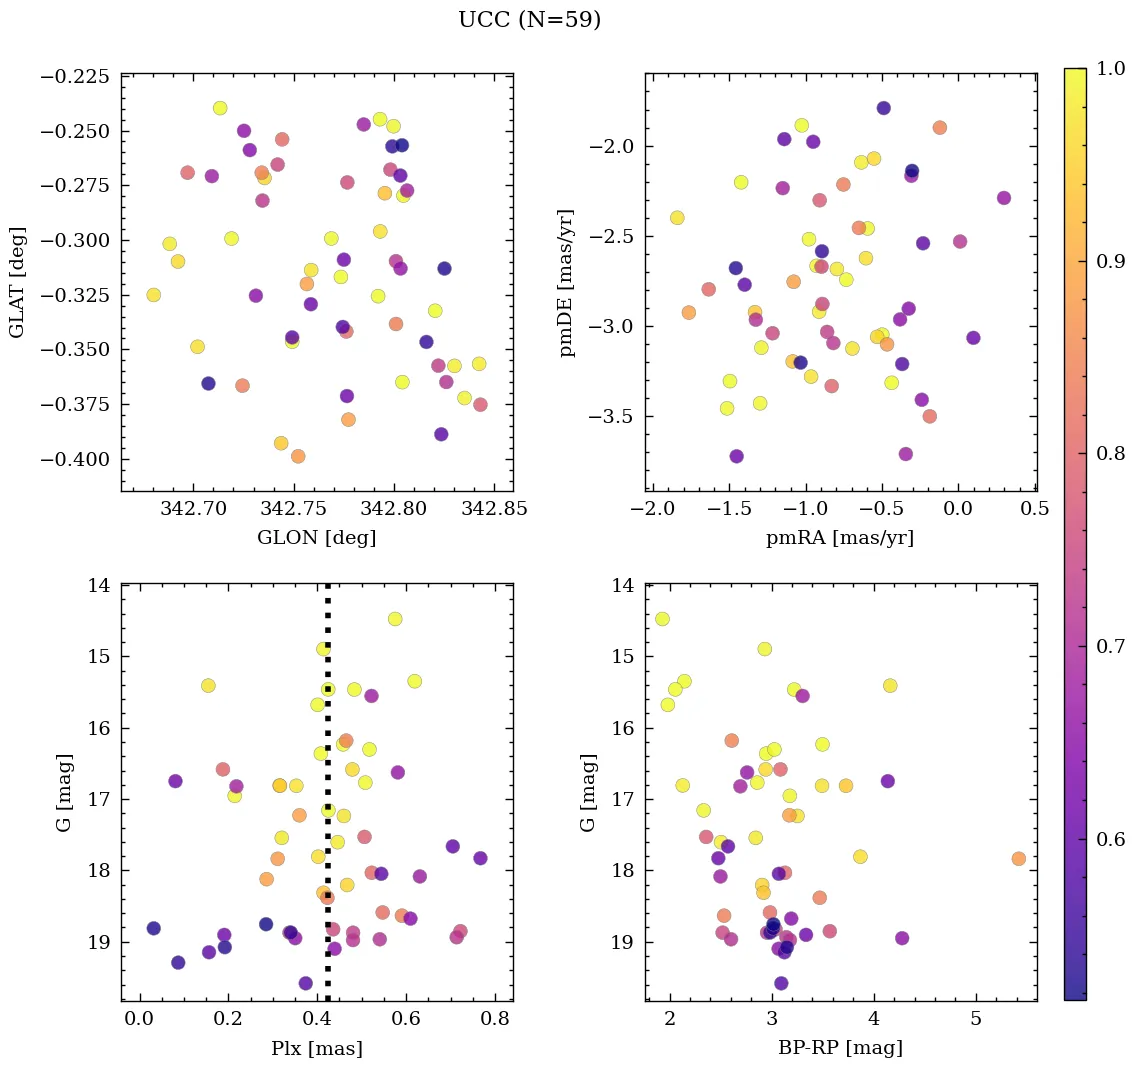 UCC (N=59)
−0.225
−0.250
−0.275
−0.300
−0.325
−0.350
−0.375
−0.400
GLAT [deg]
342.70 342.75 342.80 342.85
GLON [deg]
−2.0
−2.5
−3.0
−3.5
pmDE [mas/yr]
−2.0 −1.5 −1.0 −0.5 0.0 0.5
pmRA [mas/yr]
1.0
0.9
0.8
0.7
0.6
14
15
16
17
18
19
G [mag]
0.0 0.2 0.4 0.6 0.8
Plx [mas]
14
15
16
17
18
19
G [mag]
2 3 4 5
BP-RP [mag]